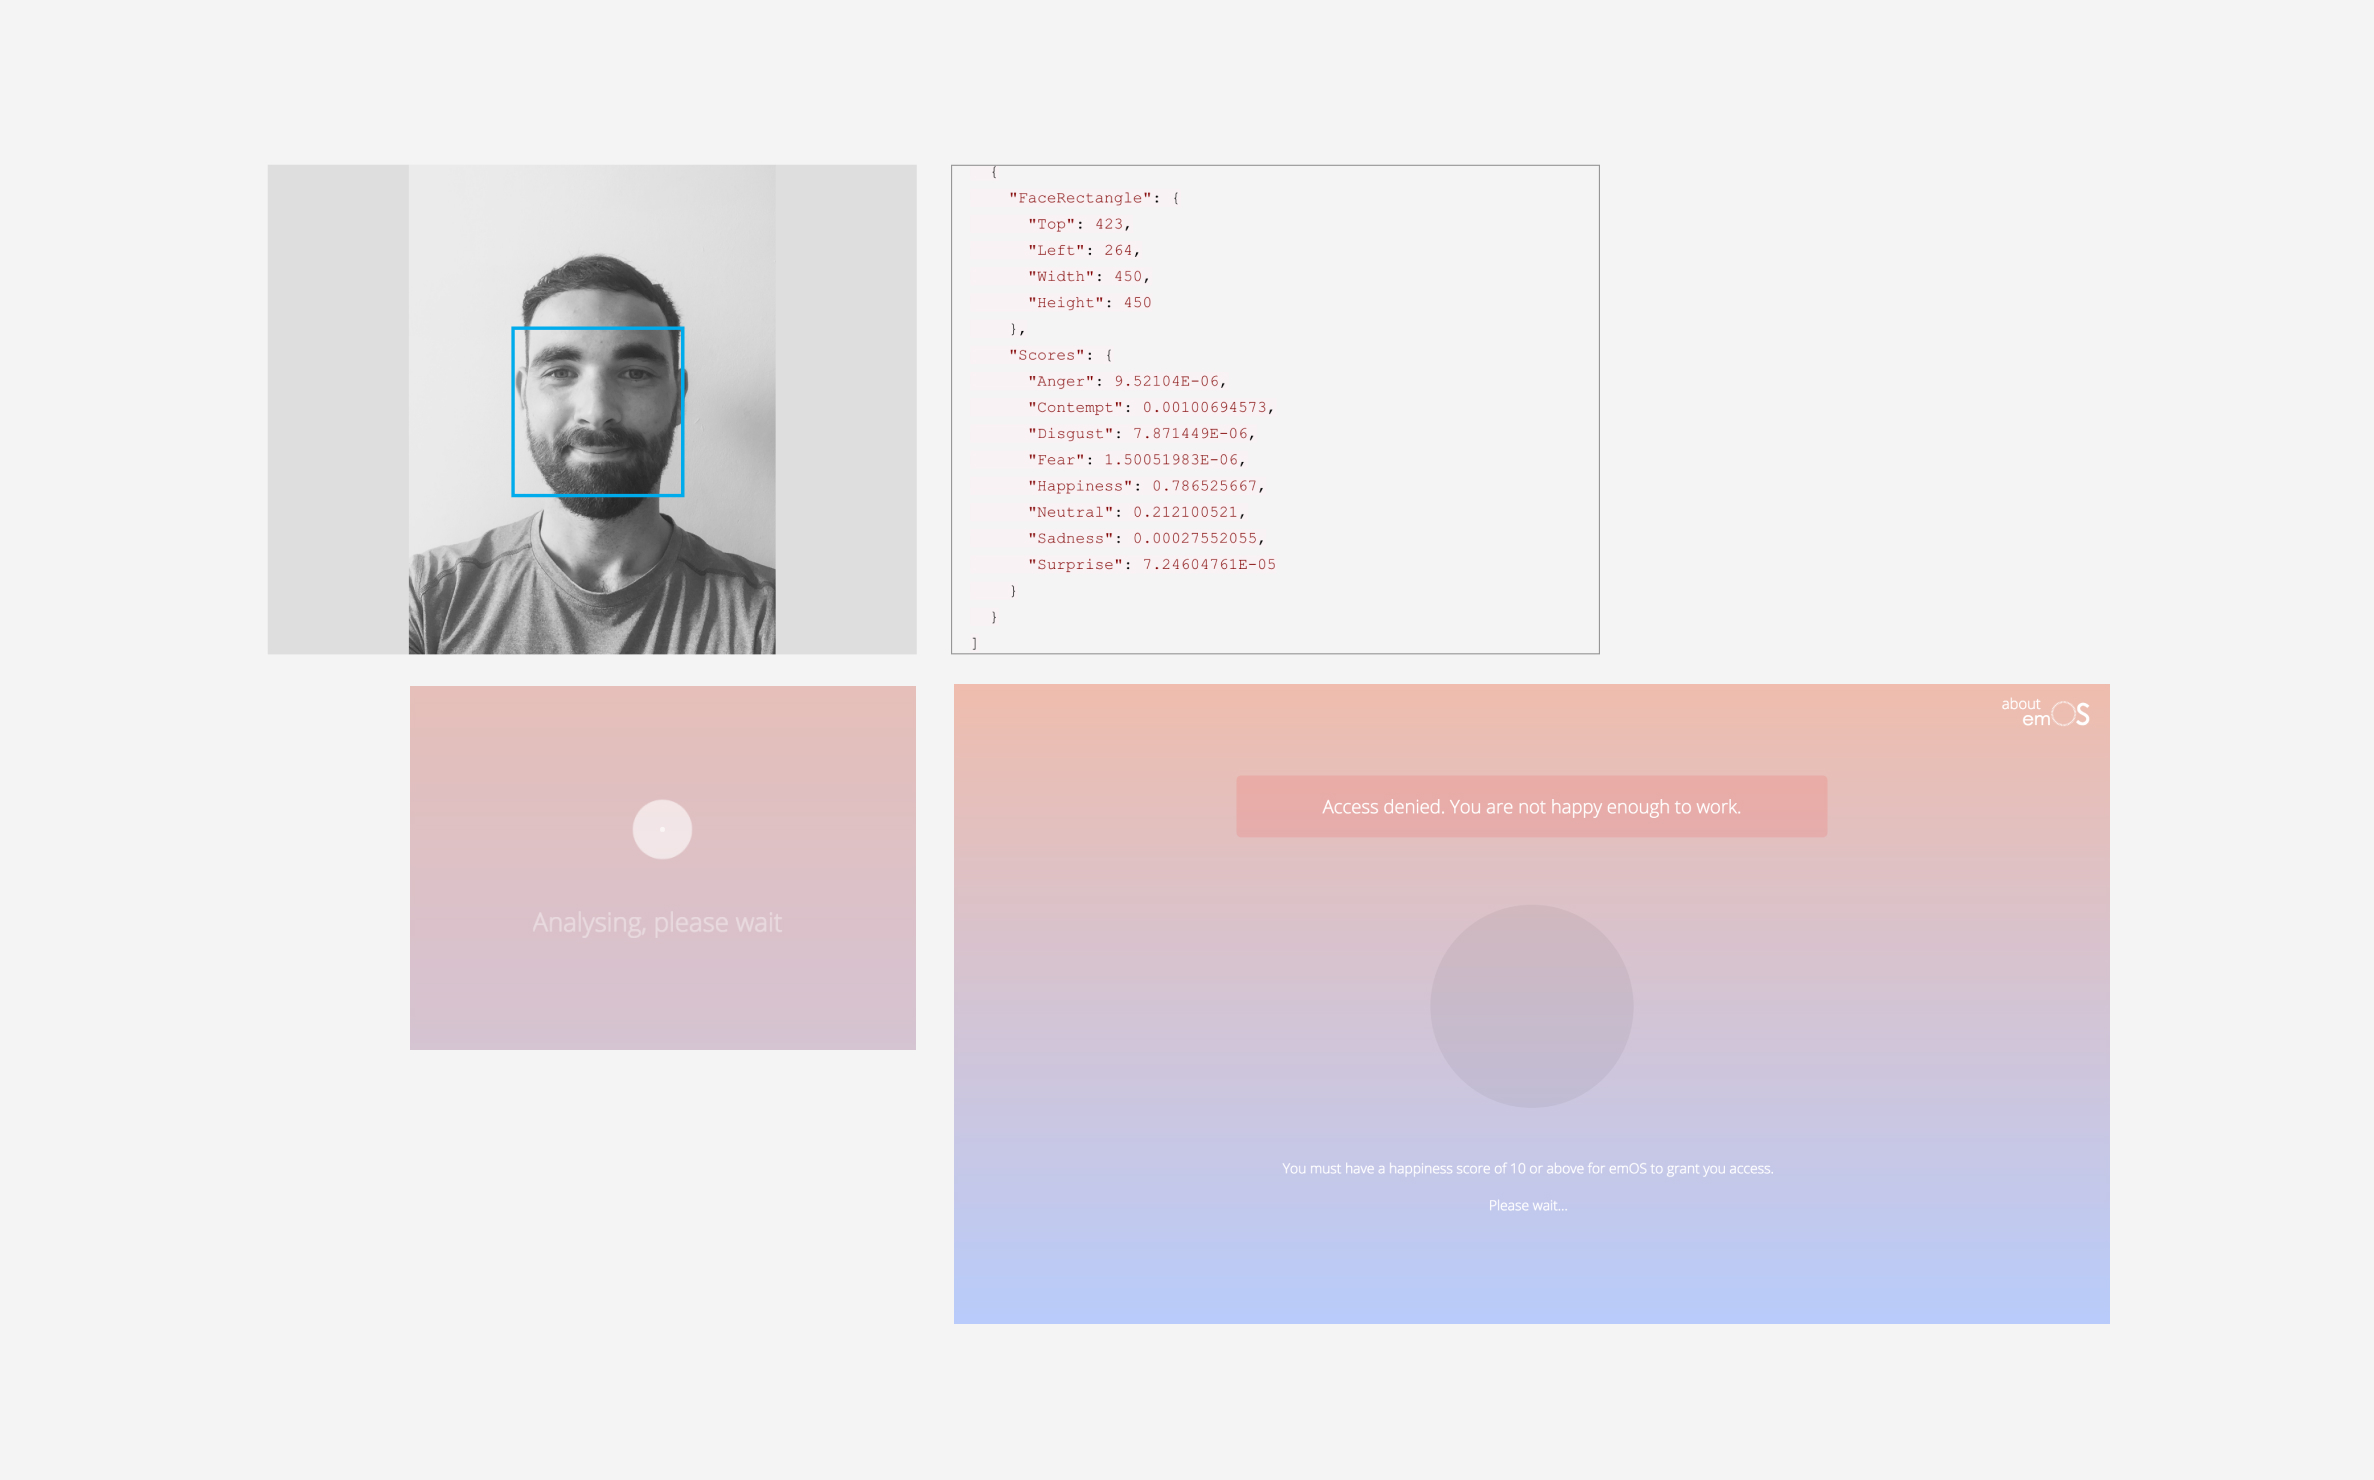 {
"FaceRectangle": {
"Top": 423,
"Left": 264,
"Width": 450,
"Height": 450
},
"Scores": {
"Anger": 9.52104E-06,
"Contempt": 0.00100694573,
"Disgust": 7.871449E-06,
"Fear": 1.50051983E-06,
"Happiness": 0.786525667,
"Neutral": 0.212100521,
"Sadness": 0.00027552055,
"Surprise": 7.24604761E-05
}
}
]
Analysing, please wait
about
emOS
Access denied. You are not happy enough to work.
You must have a happiness score of 10 or above for emOS to grant you access.
Please wait...